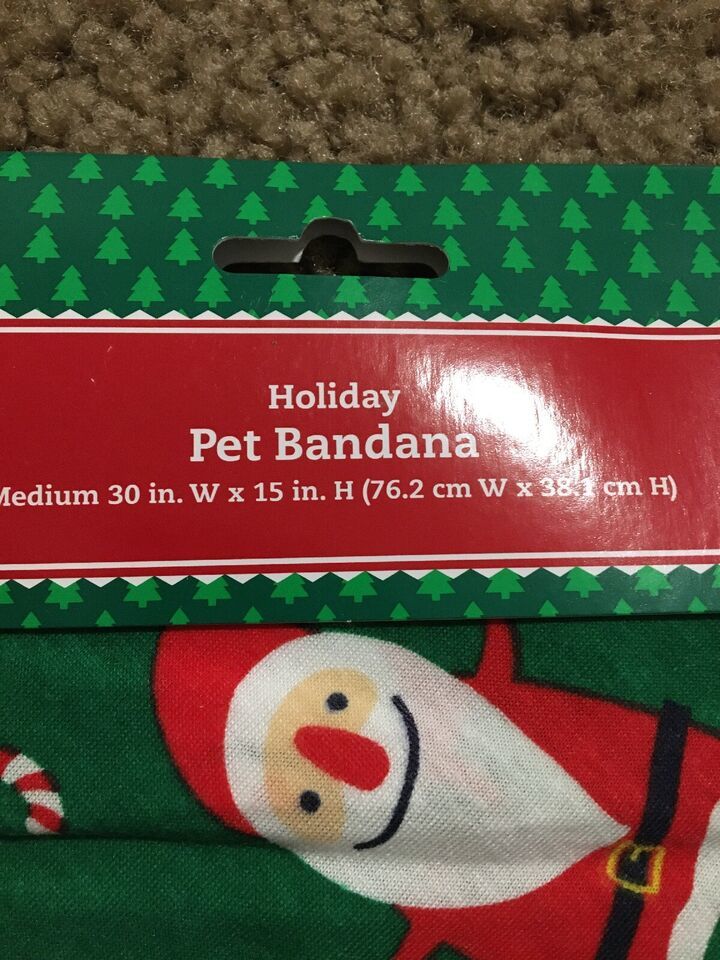 Holiday
Pet Bandana
Medium 30 in. W x 15 in. H (76.2 cm W x 38.1 cm H)